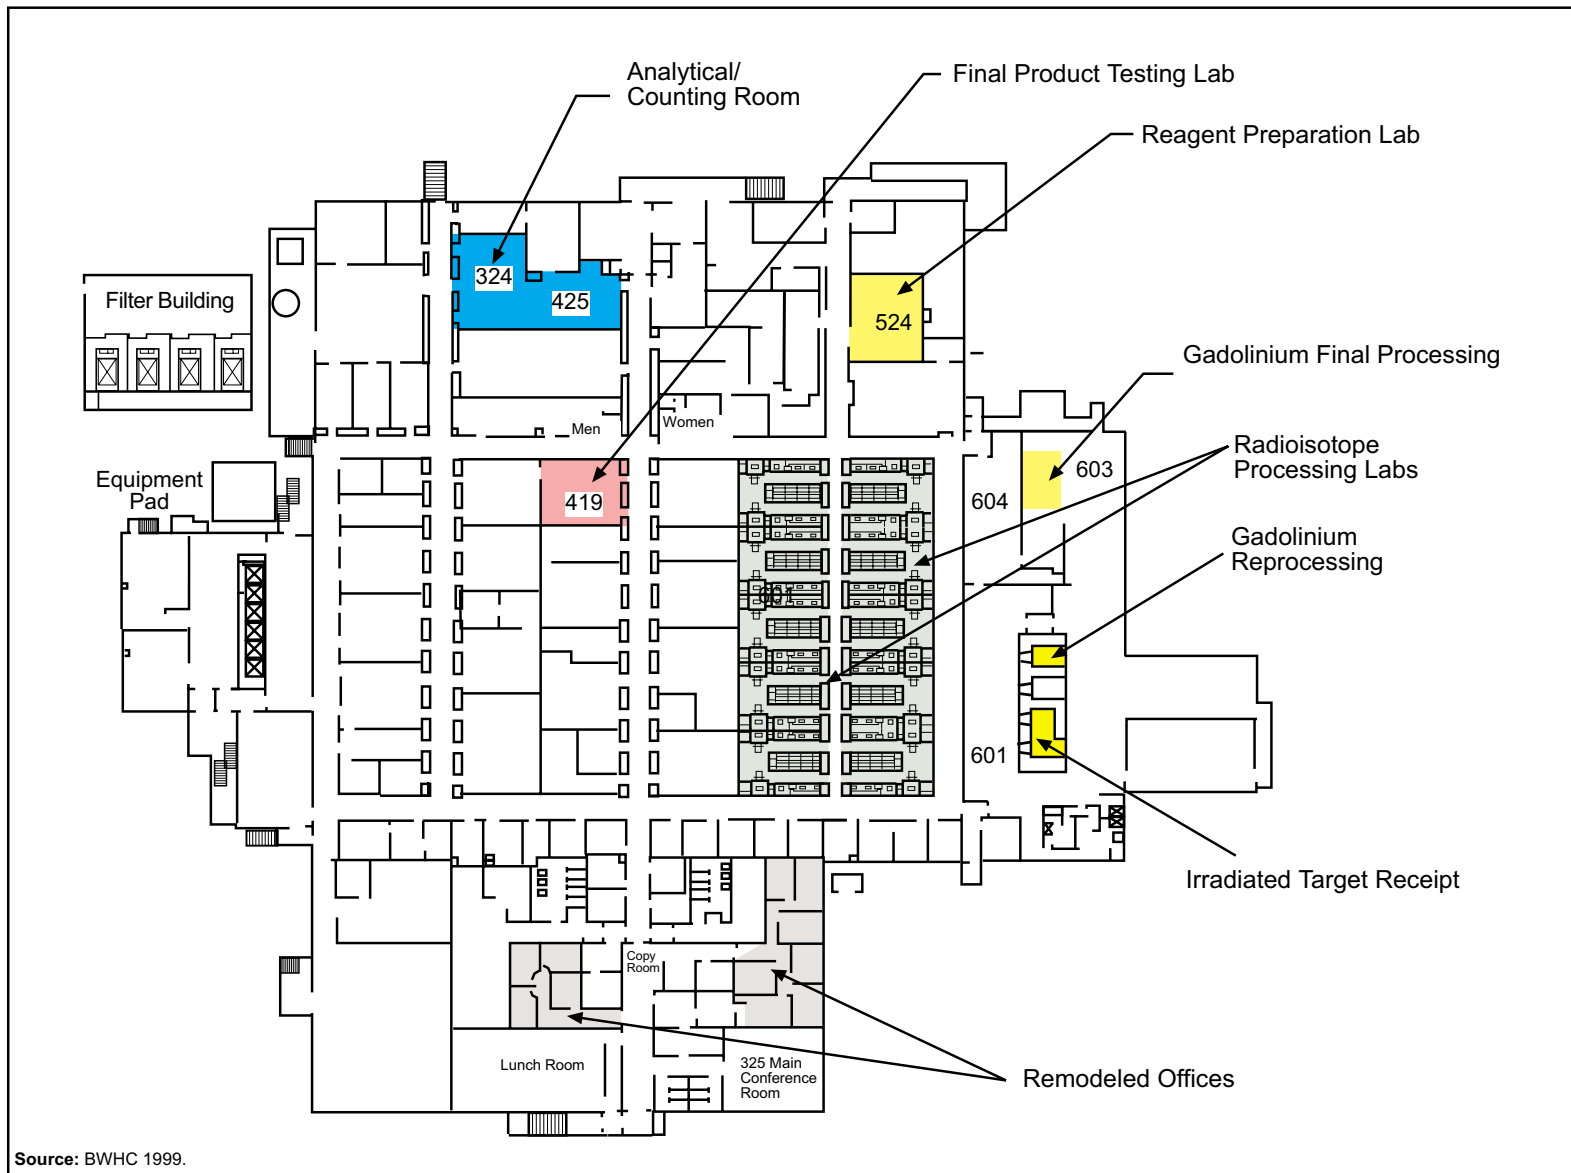 Analytical/
Counting Room
Final Product Testing Lab
Reagent Preparation Lab
324
425
Filter Building
524
Gadolinium Final Processing
Men
Women
Radioisotope
Processing Labs
603
Equipment
Pad
419
604
Gadolinium
Reprocessing
601
601
Irradiated Target Receipt
Copy
Room
Lunch Room
325 Main
Conference
Room
Remodeled Offices
Source: BWHC 1999.